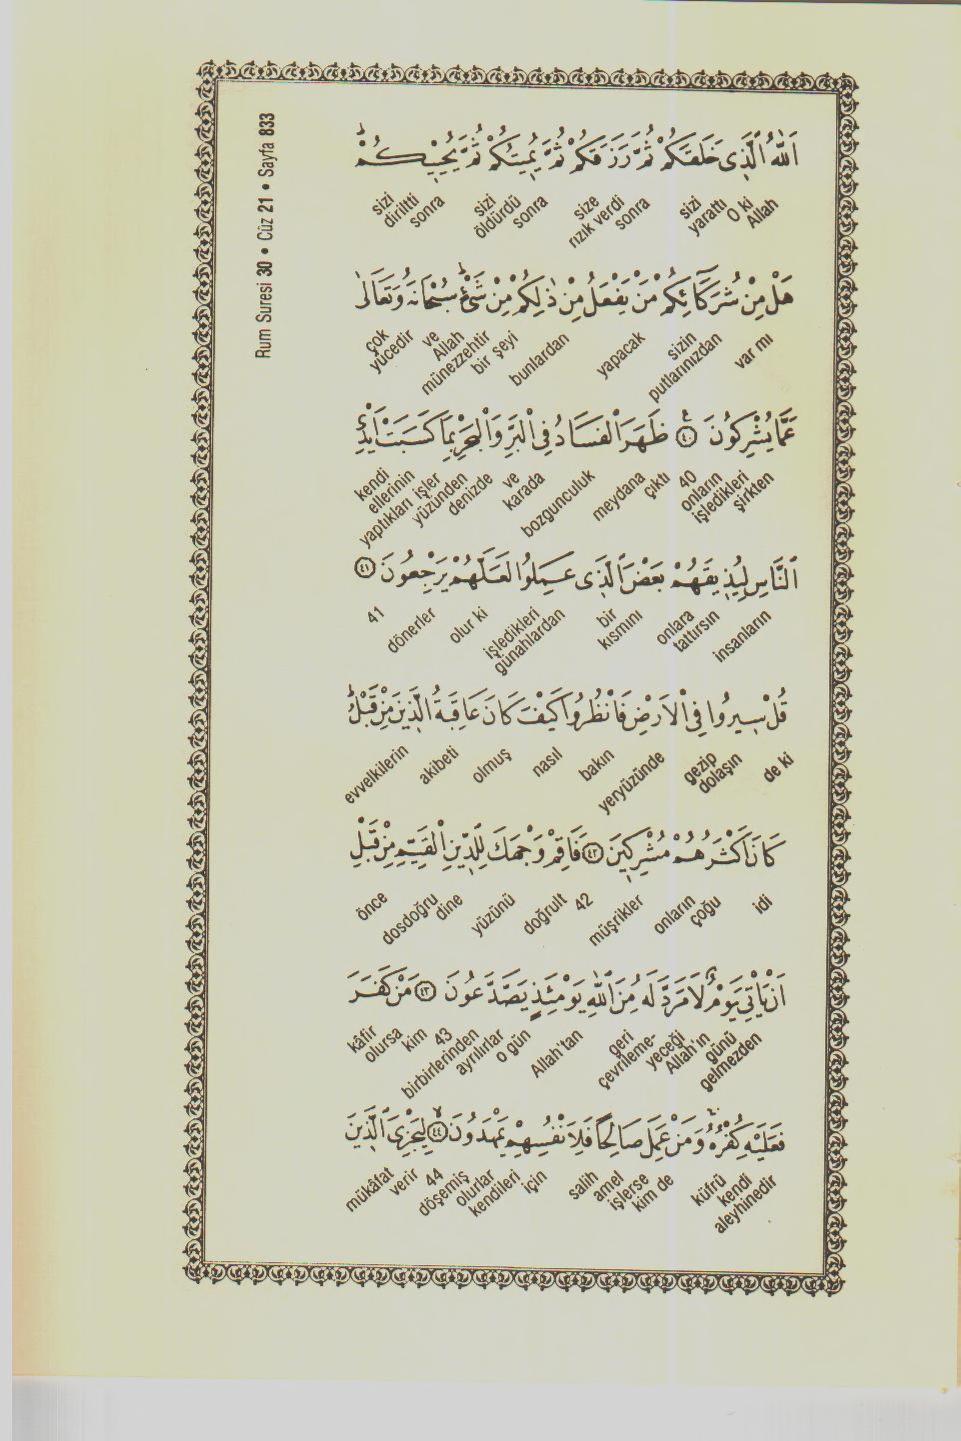 Rum Suresi 30 • Cüz 21 • Sayfa 833
اَللّٰهُ الَّذ۪ي خَلَقَكُمْ ثُمَّ رَزَقَكُمْ ثُمَّ يُم۪يتُكُمْ ثُمَّ يُحْي۪يكُمْۜ
Allah O ki yarattı sizi sonra rızık verdi size sonra öldürdü sizi sonra diriltti sizi
هَلْ مِنْ شُرَكَٓائِكُمْ مَنْ يَفْعَلُ مِنْ ذٰلِكُمْ مِنْ شَيْءٍۜ سُبْحَانَهُ وَتَعَالٰى
var mı putlarınızdan sizin yapacak bunlardan bir şeyi münezzehtir Allah ve yücedir çok
عَمَّا يُشْرِكُونَ ﴿٤٠﴾ ظَهَرَ الْفَسَادُ فِي الْبَرِّ وَالْبَحْرِ بِمَا كَسَبَتْ اَيْدِي
şirkten işledikleri onların 40 çıktı meydana bozgunculuk karada ve denizde yüzünden yaptıkları işler ellerinin kendi
النَّاسِ لِيُذ۪يقَهُمْ بَعْضَ الَّذ۪ي عَمِلُوا لَعَلَّهُمْ يَرْجِعُونَ ﴿٤١﴾
insanların tattırsın onlara kısmını bir günahlardan işledikleri olur ki dönerler 41
قُلْ س۪يرُوا فِي الْاَرْضِ فَانْظُرُوا كَيْفَ كَانَ عَاقِبَةُ الَّذ۪ينَ مِنْ قَبْلُۜ
de ki dolaşın gezip yeryüzünde bakın nasıl olmuş akibeti evvelkilerin
كَانَ اَكْثَرُهُمْ مُشْرِك۪ينَ ﴿٤٢﴾ فَاَقِمْ وَجْهَكَ لِلدّ۪ينِ الْقَيِّمِ مِنْ قَبْلِ
idi çoğu onların müşrikler 42 doğrult yüzünü dine dosdoğru önce
اَنْ يَأْتِيَ يَوْمٌ لَا مَرَدَّ لَهُ مِنَ اللّٰهِ يَوْمَئِذٍ يَصَّدَّعُونَ ﴿٤٣﴾ مَنْ كَفَرَ
gelmezden günü Allah'ın yeceği çevrileme- geri Allah'tan o gün ayrılırlar birbirlerinden 43 kim olursa kâfir
فَعَلَيْهِ كُفْرُهُۚ وَمَنْ عَمِلَ صَالِحًا فَلِاَنْفُسِهِمْ يَمْهَدُونَۙ ﴿٤٤﴾ لِيَجْزِيَ الَّذ۪ينَ
aleyhinedir kendi küfrü kim de işlerse amel salih için kendileri olurlar döşemiş 44 verir mükâfat